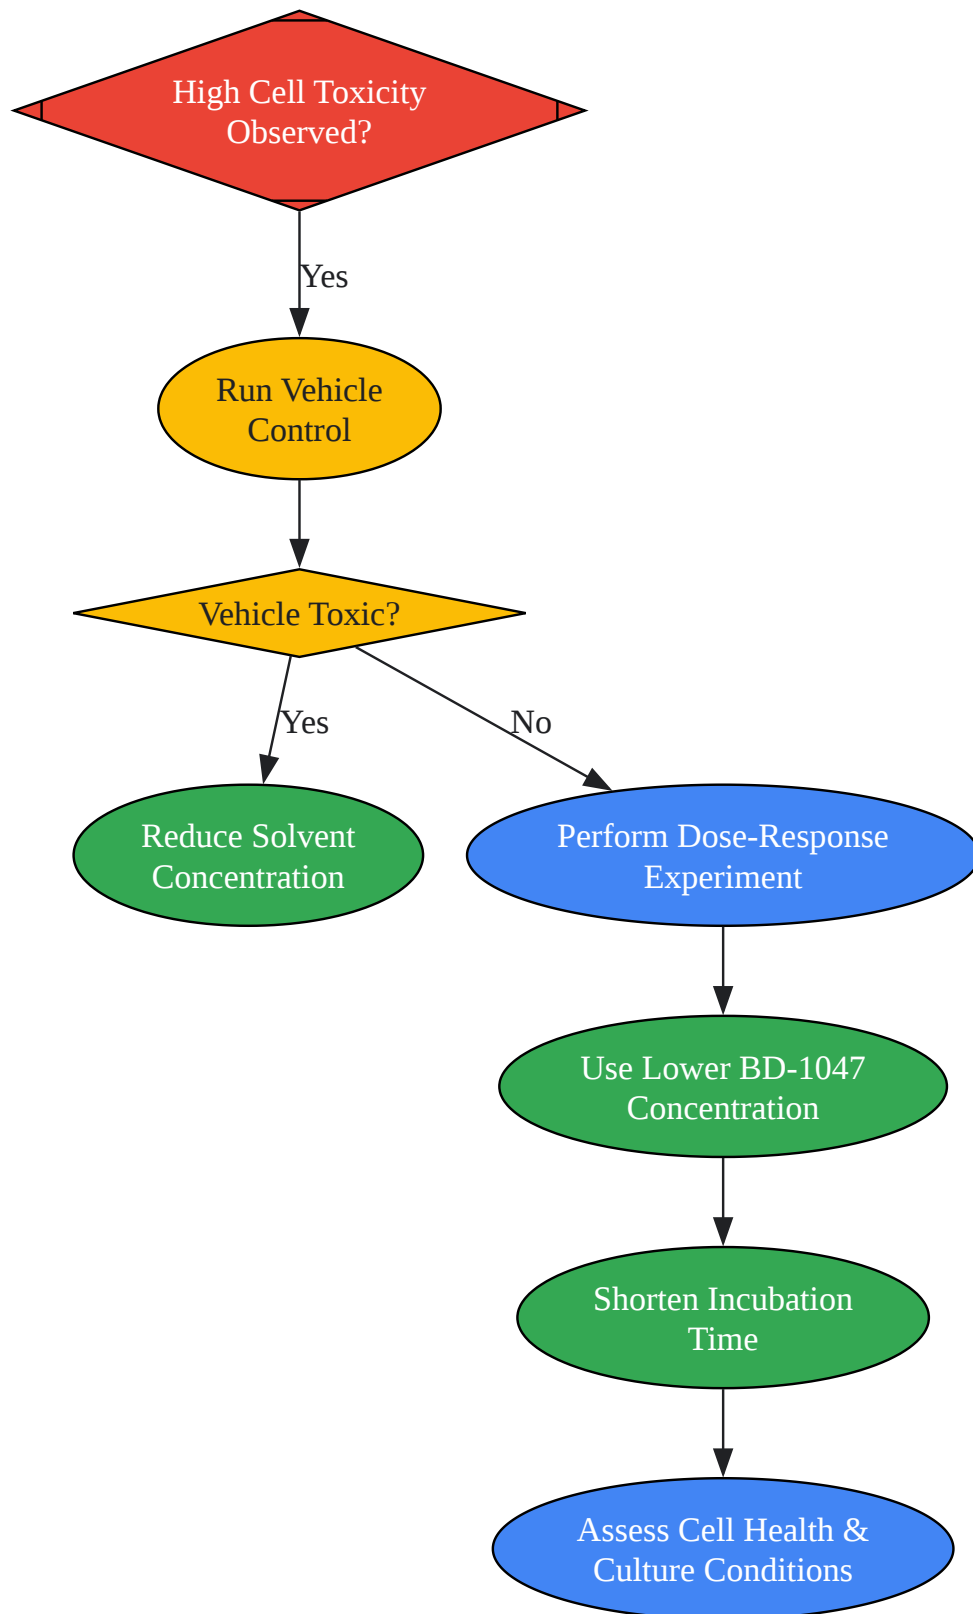 High Cell Toxicity
Observed?
Yes
Run Vehicle
Control
Vehicle Toxic?
Yes
No
Reduce Solvent
Concentration
Perform Dose-Response
Experiment
Use Lower BD-1047
Concentration
Shorten Incubation
Time
Assess Cell Health &
Culture Conditions